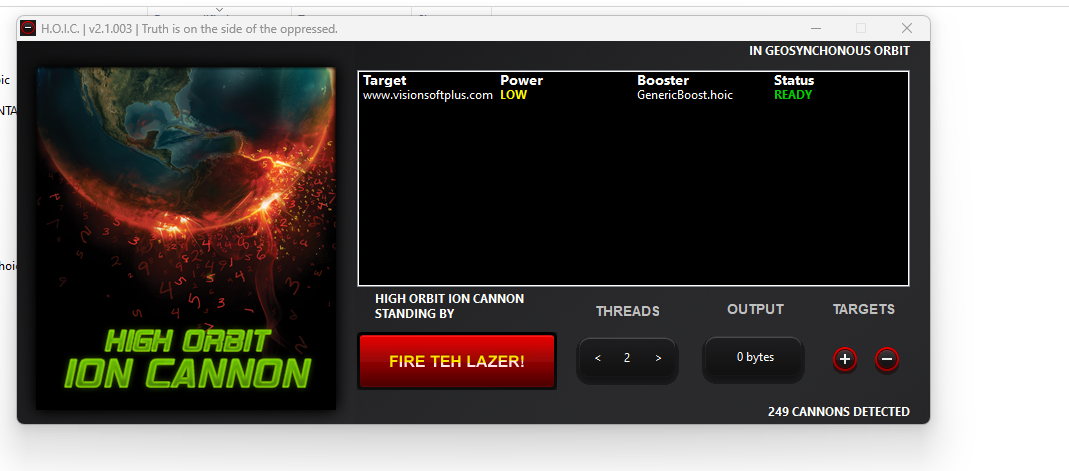 H.O.I.C. | v2.1.003 | Truth is on the side of the oppressed.
IN GEOSYNCHONOUS ORBIT
Target Power Booster Status
www.visionsoftplus.com LOW GenericBoost.hoic READY
HIGH ORBIT
ION CANNON
HIGH ORBIT ION CANNON
STANDING BY
THREADS
OUTPUT
TARGETS
FIRE TEH LAZER!
< 2 >
0 bytes
+ −
249 CANNONS DETECTED